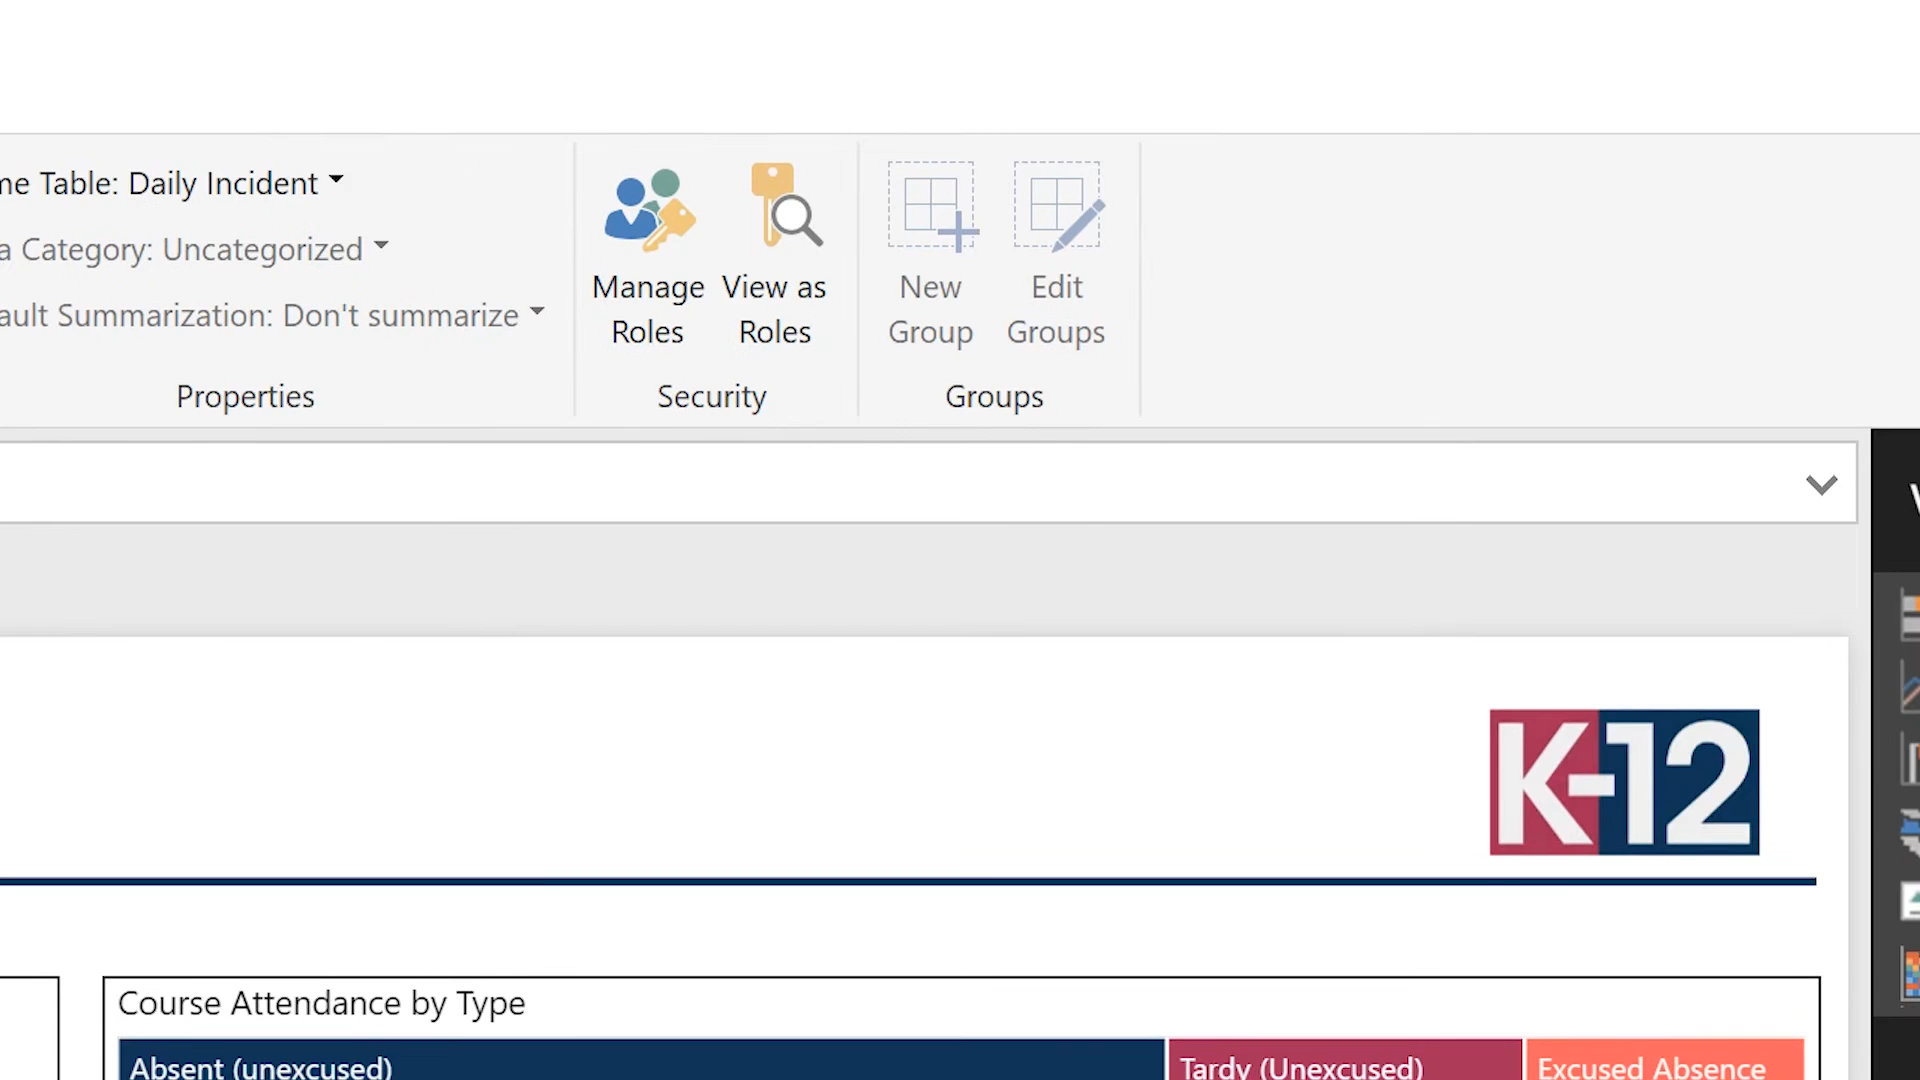 me Table: Daily Incident
a Category: Uncategorized
ault Summarization: Don't summarize
Properties
Manage
Roles
View as
Roles
Security
New
Group
Edit
Groups
Groups
K-12
Course Attendance by Type
Absent (unexcused)
Tardy (Unexcused)
Excused Absence